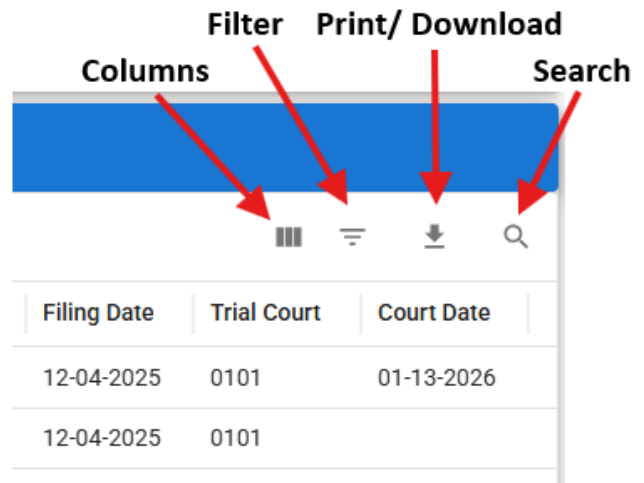 Filter Print/ Download
Columns Search
Filing Date Trial Court Court Date
12-04-2025 0101 01-13-2026
12-04-2025 0101